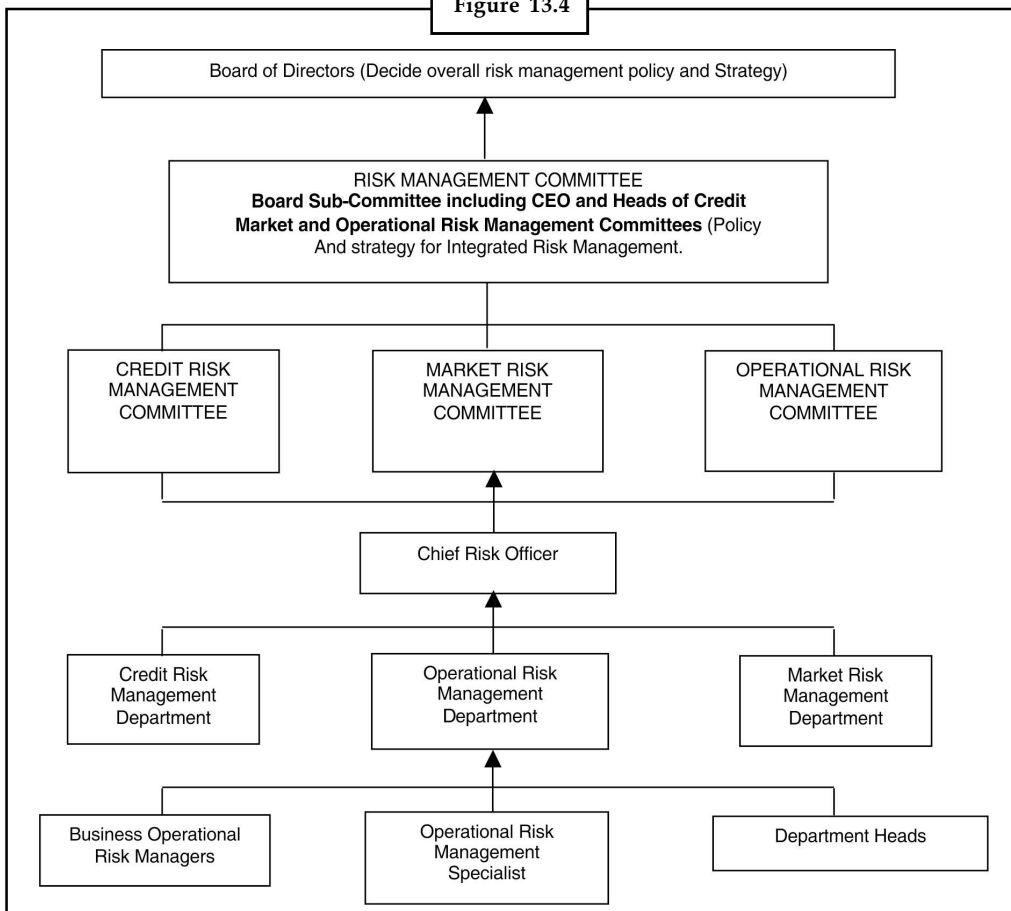 Figure 13.4
Board of Directors (Decide overall risk management policy and Strategy)
RISK MANAGEMENT COMMITTEE
Board Sub-Committee including CEO and Heads of Credit
Market and Operational Risk Management Committees (Policy
And strategy for Integrated Risk Management.
CREDIT RISK
MANAGEMENT
COMMITTEE
MARKET RISK
MANAGEMENT
COMMITTEE
OPERATIONAL RISK
MANAGEMENT
COMMITTEE
Chief Risk Officer
Credit Risk
Management
Department
Operational Risk
Management
Department
Market Risk
Management
Department
Business Operational
Risk Managers
Operational Risk
Management
Specialist
Department Heads